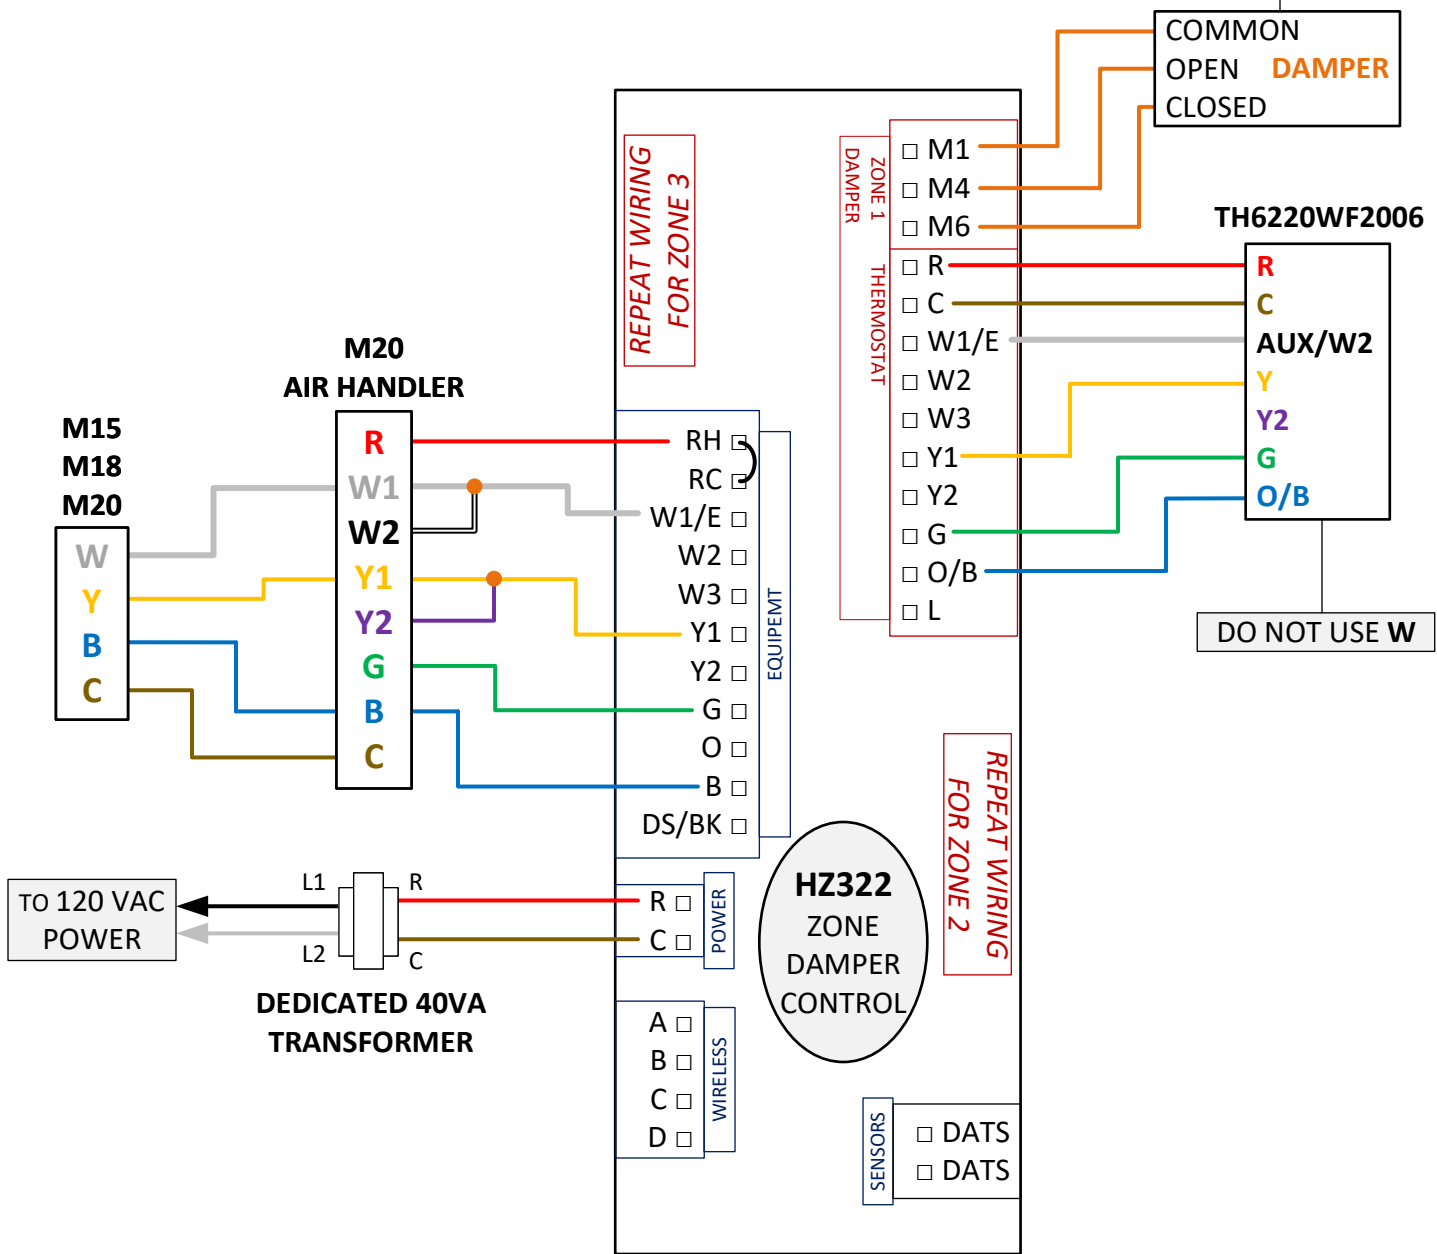 COMMON
OPEN DAMPER
CLOSED
REPEAT WIRING
FOR ZONE 3
ZONE 1
DAMPER
M1
M4
M6
THERMOSTAT
R
C
W1/E
W2
W3
Y1
Y2
G
O/B
L
TH6220WF2006
R
C
AUX/W2
Y
Y2
G
O/B
DO NOT USE W
M15
M18
M20
W
Y
B
C
M20
AIR HANDLER
R
W1
W2
Y1
Y2
G
B
C
RH
RC
W1/E
W2
W3
Y1
Y2
G
O
B
DS/BK
EQUIPEMT
REPEAT WIRING
FOR ZONE 2
HZ322
ZONE
DAMPER
CONTROL
TO 120 VAC
POWER
L1
L2
R
C
DEDICATED 40VA
TRANSFORMER
R
C
POWER
A
B
C
D
WIRELESS
SENSORS
DATS
DATS